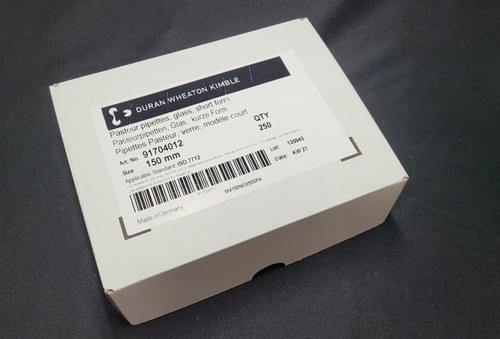 DURAN WHEATON KIMBLE
Pasteur pipettes, glass, short form
Pasteurpipetten, Glas, kurze Form
Pipettes Pasteur, verre, modèle court
Art. No. 91704012 QTY
Size 150 mm 250
Applicable Standard: ISO 7712
Lot: 135945
Date: KW 21
Made in Germany